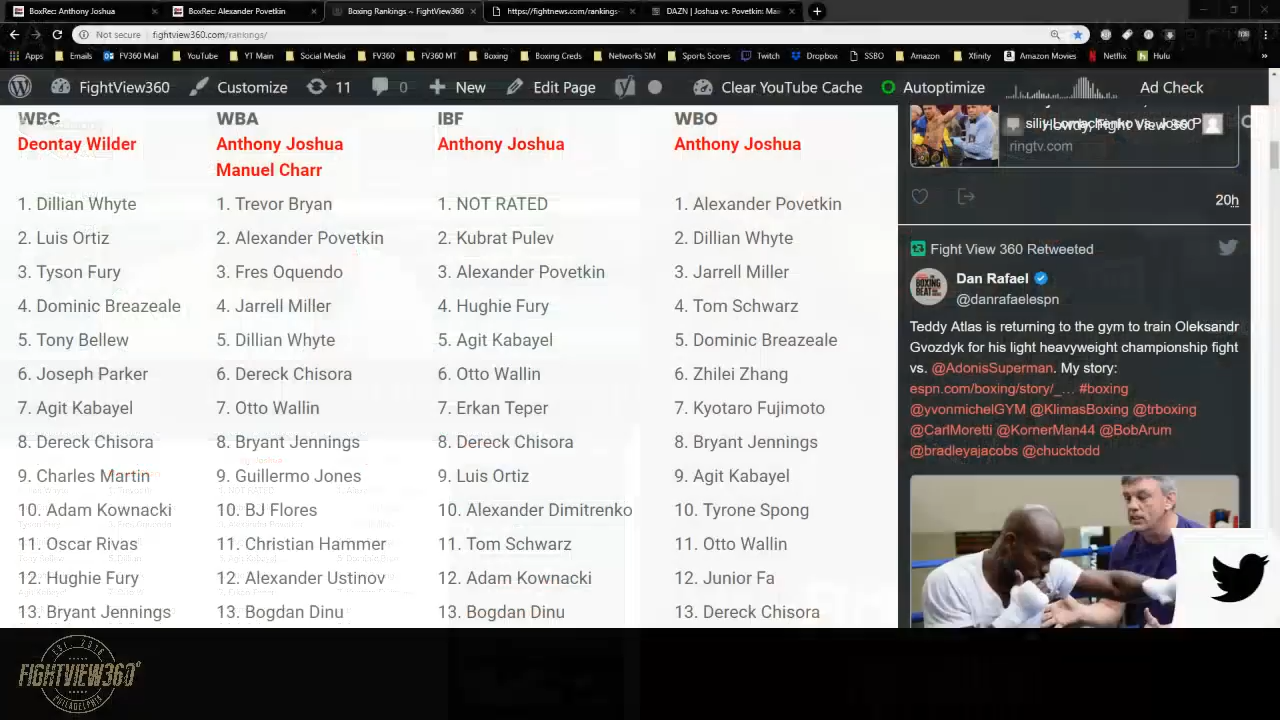 BoxRec: Anthony Joshua
BoxRec: Alexander Povetkin
Boxing Rankings ~ FightView360
https://fightnews.com/rankings-
DAZN | Joshua vs. Povetkin: Ma
Not secure | fightview360.com/rankings/
Apps Emails FV360 Mail YouTube YT Main Social Media FV360 FV360 MT Boxing Boxing Creds Networks SM Sports Scores Twitch Dropbox SSBO Amazon Xfinity Amazon Movies Netflix Hulu
FightView360 Customize 11 0 New Edit Page Clear YouTube Cache Autoptimize Ad Check
Howdy, Fight View 360
WBC
Deontay Wilder
1. Dillian Whyte
2. Luis Ortiz
3. Tyson Fury
4. Dominic Breazeale
5. Tony Bellew
6. Joseph Parker
7. Agit Kabayel
8. Dereck Chisora
9. Charles Martin
10. Adam Kownacki
11. Oscar Rivas
12. Hughie Fury
13. Bryant Jennings
WBA
Anthony Joshua
Manuel Charr
1. Trevor Bryan
2. Alexander Povetkin
3. Fres Oquendo
4. Jarrell Miller
5. Dillian Whyte
6. Dereck Chisora
7. Otto Wallin
8. Bryant Jennings
9. Guillermo Jones
10. BJ Flores
11. Christian Hammer
12. Alexander Ustinov
13. Bogdan Dinu
IBF
Anthony Joshua
1. NOT RATED
2. Kubrat Pulev
3. Alexander Povetkin
4. Hughie Fury
5. Agit Kabayel
6. Otto Wallin
7. Erkan Teper
8. Dereck Chisora
9. Luis Ortiz
10. Alexander Dimitrenko
11. Tom Schwarz
12. Adam Kownacki
13. Bogdan Dinu
WBO
Anthony Joshua
1. Alexander Povetkin
2. Dillian Whyte
3. Jarrell Miller
4. Tom Schwarz
5. Dominic Breazeale
6. Zhilei Zhang
7. Kyotaro Fujimoto
8. Bryant Jennings
9. Agit Kabayel
10. Tyrone Spong
11. Otto Wallin
12. Junior Fa
13. Dereck Chisora
siliy Lomachenko vs. Jose P
ringtv.com
20h
Fight View 360 Retweeted
Dan Rafael
@danrafaelespn
Teddy Atlas is returning to the gym to train Oleksandr
Gvozdyk for his light heavyweight championship fight
vs. @AdonisSuperman. My story:
espn.com/boxing/story/_… #boxing
@yvonmichelGYM @KlimasBoxing @trboxing
@CarlMoretti @KornerMan44 @BobArum
@bradleyajacobs @chucktodd
EST. 2016
FIGHTVIEW360°
PHILADELPHIA